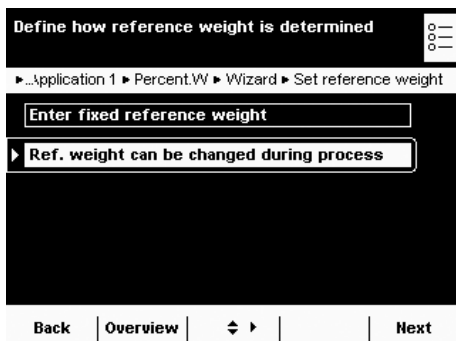 Define how reference weight is determined
▸...\pplication 1 ▸ Percent.W ▸ Wizard ▸ Set reference weight
Enter fixed reference weight
Ref. weight can be changed during process
Back Overview Next